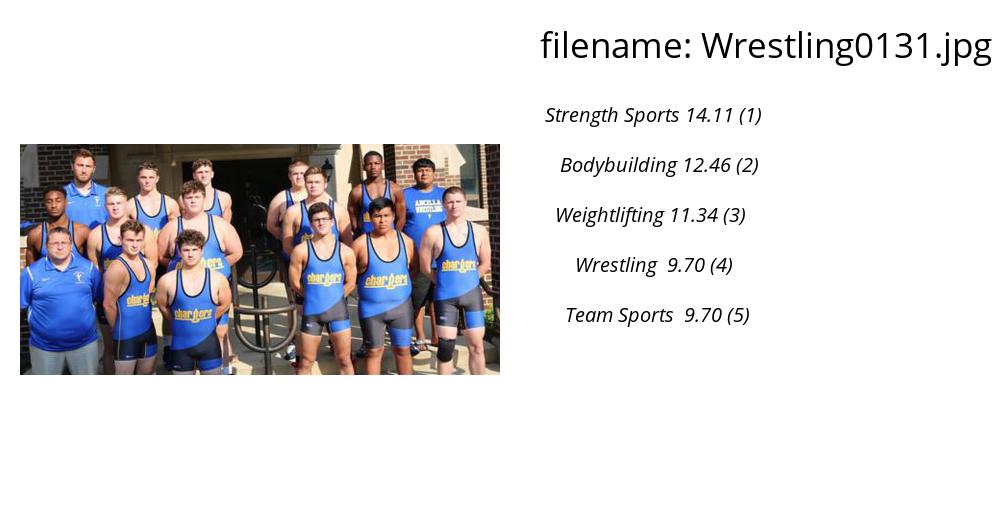 filename: Wrestling0131.jpg
Strength Sports 14.11 (1)
Bodybuilding 12.46 (2)
Weightlifting 11.34 (3)
Wrestling 9.70 (4)
Team Sports 9.70 (5)
ANCILLA
WRESTLING
chargers
chargers
chargers
chargers
chargers